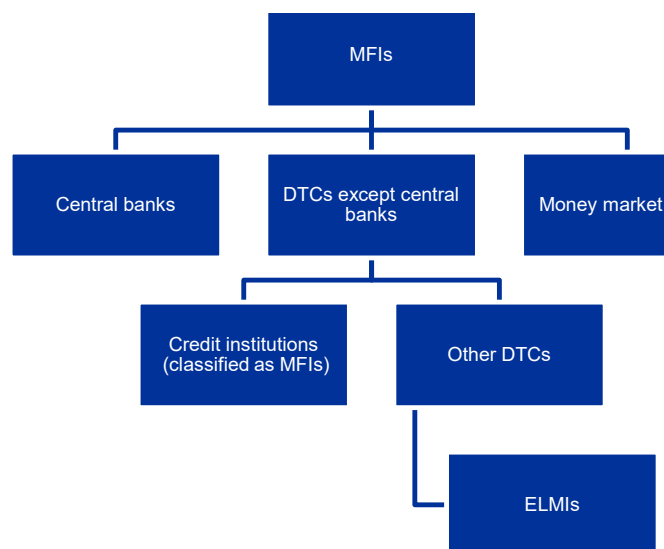 MFIs
Central banks
DTCs except central
banks
Money market
Credit institutions
(classified as MFIs)
Other DTCs
ELMIs